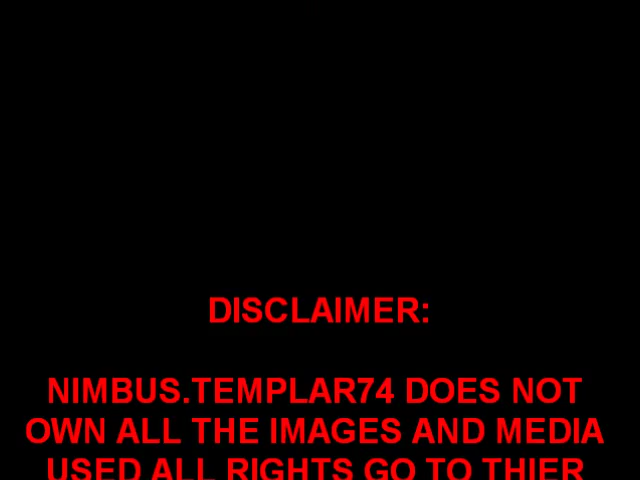 DISCLAIMER:
NIMBUS.TEMPLAR74 DOES NOT
OWN ALL THE IMAGES AND MEDIA
USED ALL RIGHTS GO TO THIER